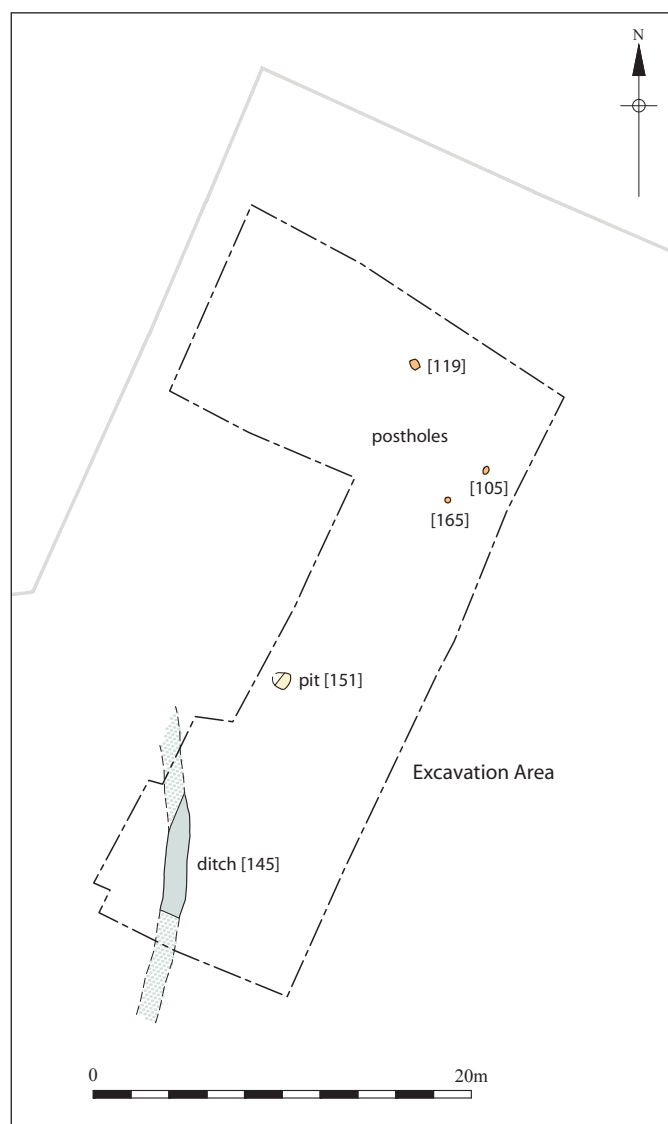 N
[119]
postholes
[105]
[165]
pit [151]
Excavation Area
ditch [145]
0 20m